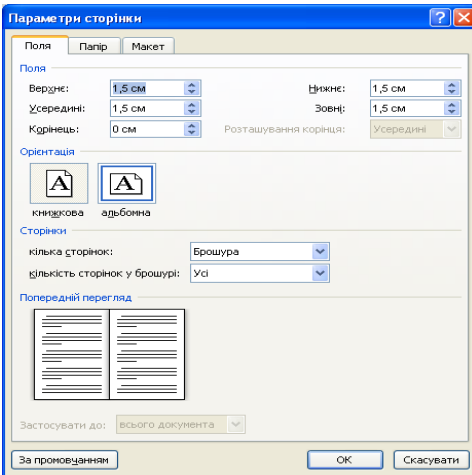 Параметри сторінки
Поля Папір Макет
Поля
Верхнє: 1,5 см Нижнє: 1,5 см
Усередині: 1,5 см Зовні: 1,5 см
Корінець: 0 см Розташування корінця: Усередині
Орієнтація
A A
книжкова альбомна
Сторінки
кілька сторінок: Брошура
кількість сторінок у брошурі: Усі
Попередній перегляд
Застосувати до: всього документа
За промовчанням ОК Скасувати